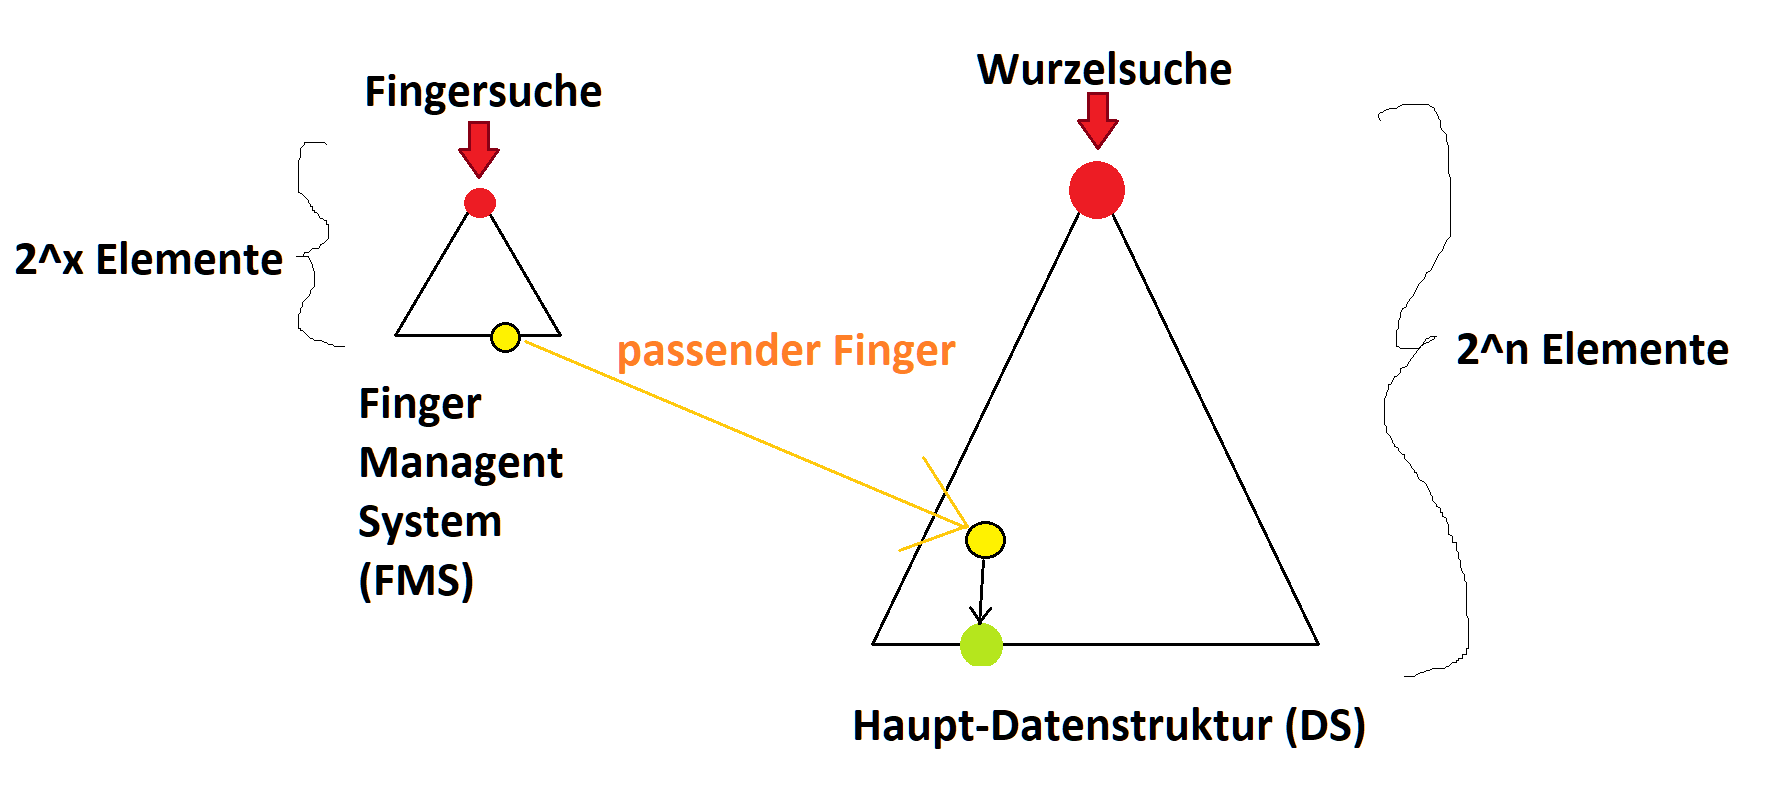 Fingersuche
Wurzelsuche
2^x Elemente
passender Finger
2^n Elemente
Finger
Managent
System
(FMS)
Haupt-Datenstruktur (DS)